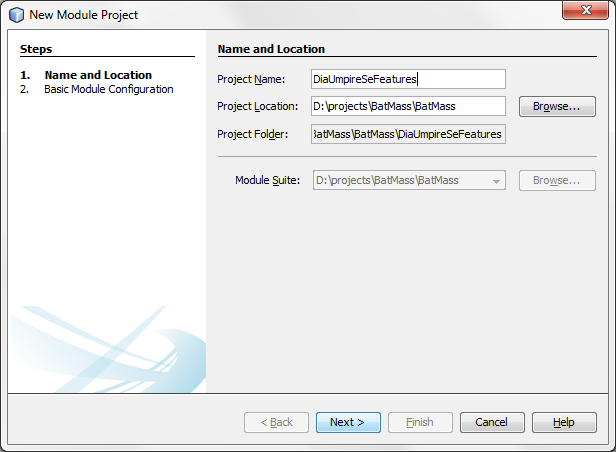 New Module Project
Steps
1. Name and Location
2. Basic Module Configuration
Name and Location
Project Name: DiaUmpireSeFeatures
Project Location: D:\projects\BatMass\BatMass Browse...
Project Folder: BatMass\BatMass\DiaUmpireSeFeatures
Module Suite: D:\projects\BatMass\BatMass Browse...
< Back Next > Finish Cancel Help